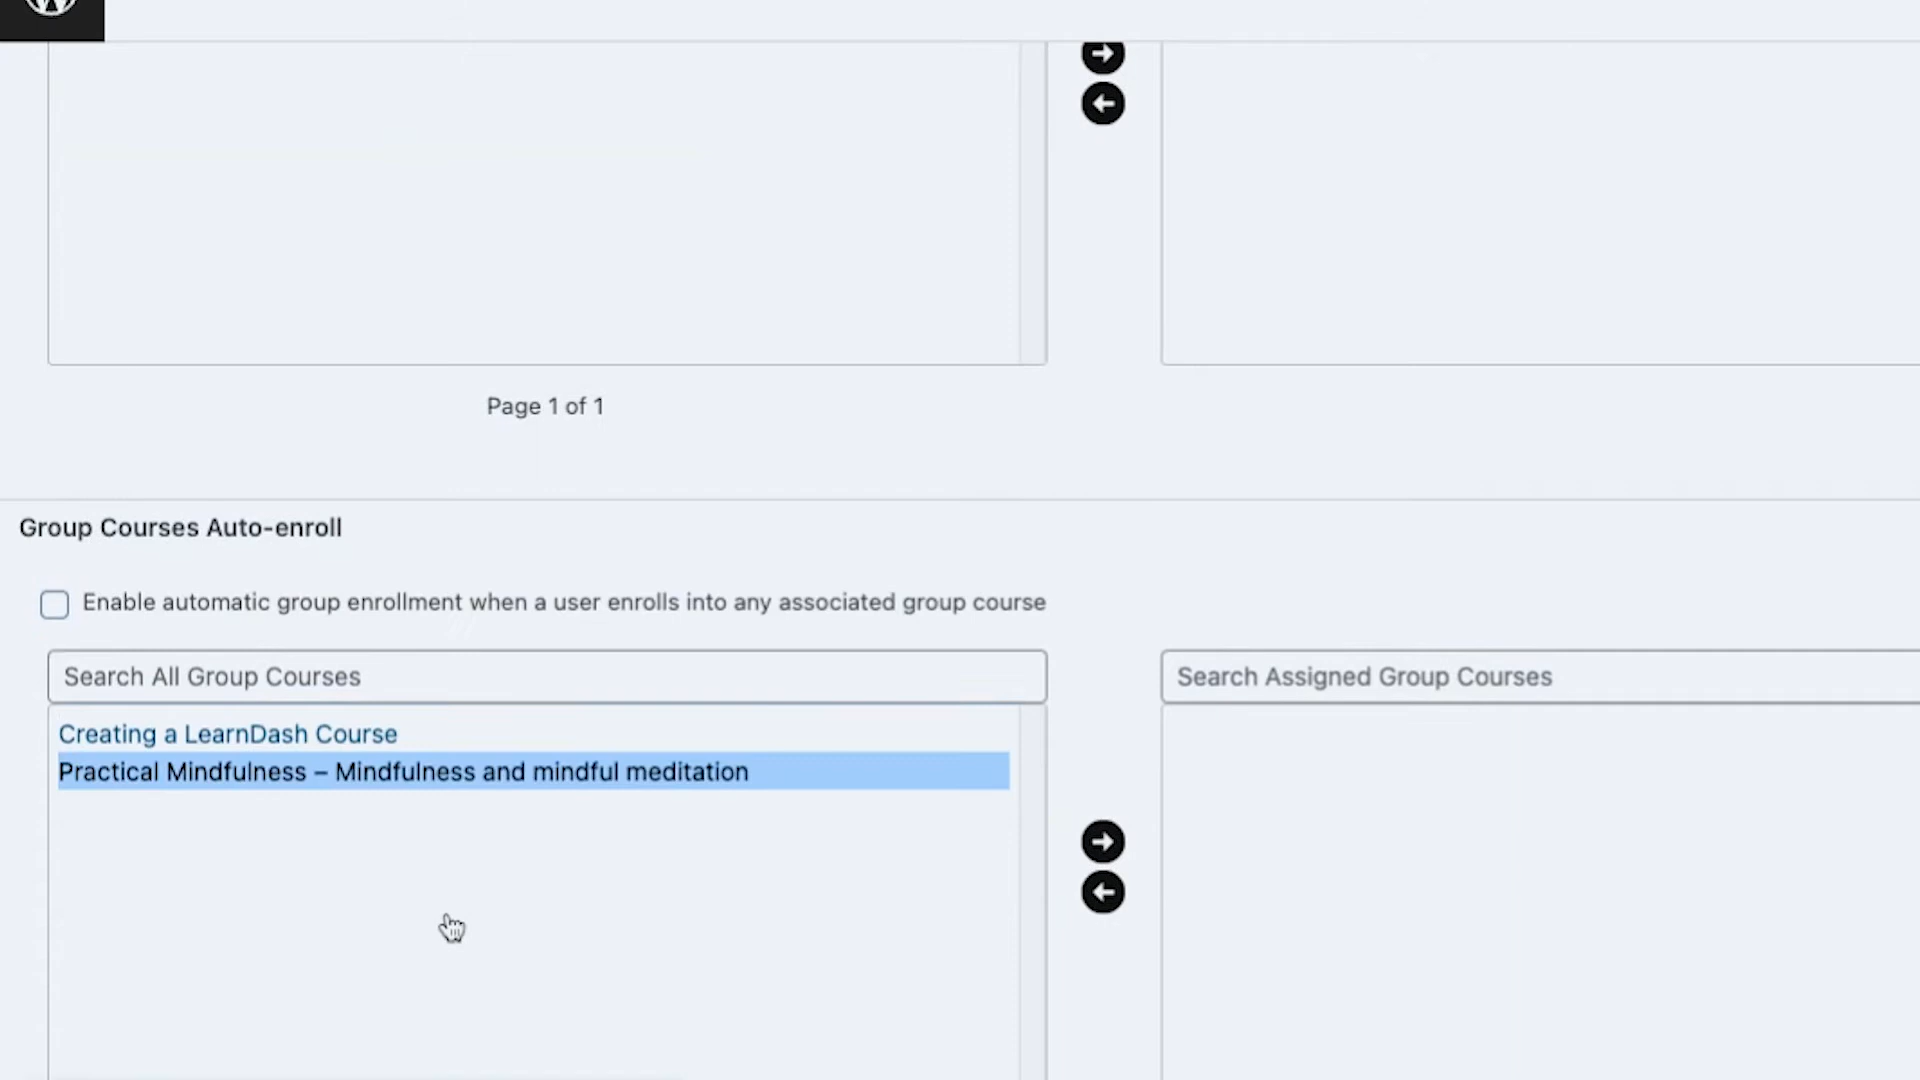 Page 1 of 1
Group Courses Auto-enroll
Enable automatic group enrollment when a user enrolls into any associated group course
Search All Group Courses
Search Assigned Group Courses
Creating a LearnDash Course
Practical Mindfulness – Mindfulness and mindful meditation